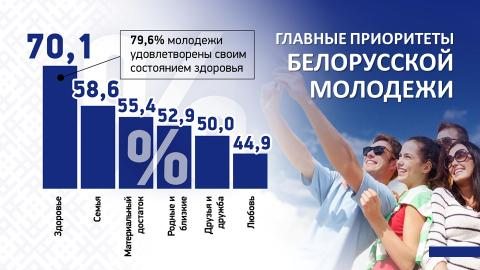 ГЛАВНЫЕ ПРИОРИТЕТЫ
БЕЛОРУССКОЙ
МОЛОДЕЖИ
79,6% молодежи
удовлетворены своим
состоянием здоровья
70,1
58,6
55,4
52,9
50,0
44,9
%
Здоровье
Семья
Материальный
достаток
Родные и
близкие
Друзья и
дружба
Любовь